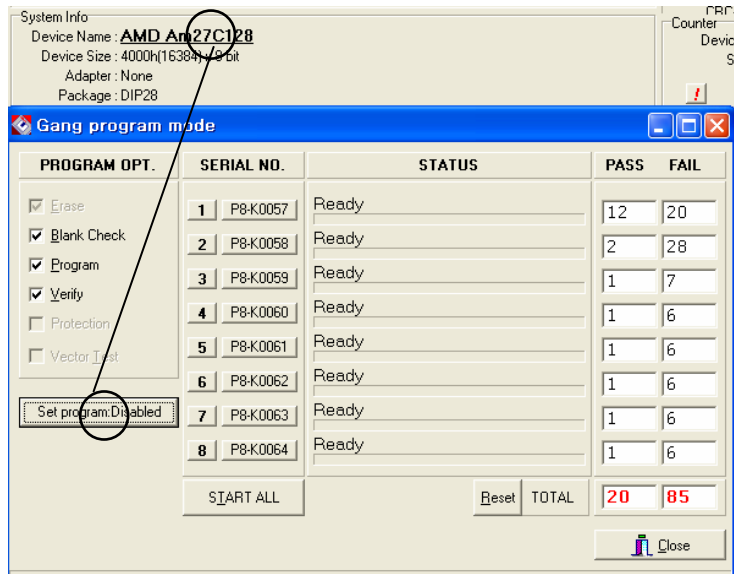 System Info
Device Name : AMD Am27C128
Device Size : 4000h(16384) x 8 bit
Adapter : None
Package : DIP28
Counter
Devic
S
!
Gang program mode
PROGRAM OPT. SERIAL NO. STATUS PASS FAIL
Erase
Blank Check
Program
Verify
Protection
Vector Test
Set program:Disabled
1 P8-K0057 Ready 12 20
2 P8-K0058 Ready 2 28
3 P8-K0059 Ready 1 7
4 P8-K0060 Ready 1 6
5 P8-K0061 Ready 1 6
6 P8-K0062 Ready 1 6
7 P8-K0063 Ready 1 6
8 P8-K0064 Ready 1 6
START ALL Reset TOTAL 20 85
Close